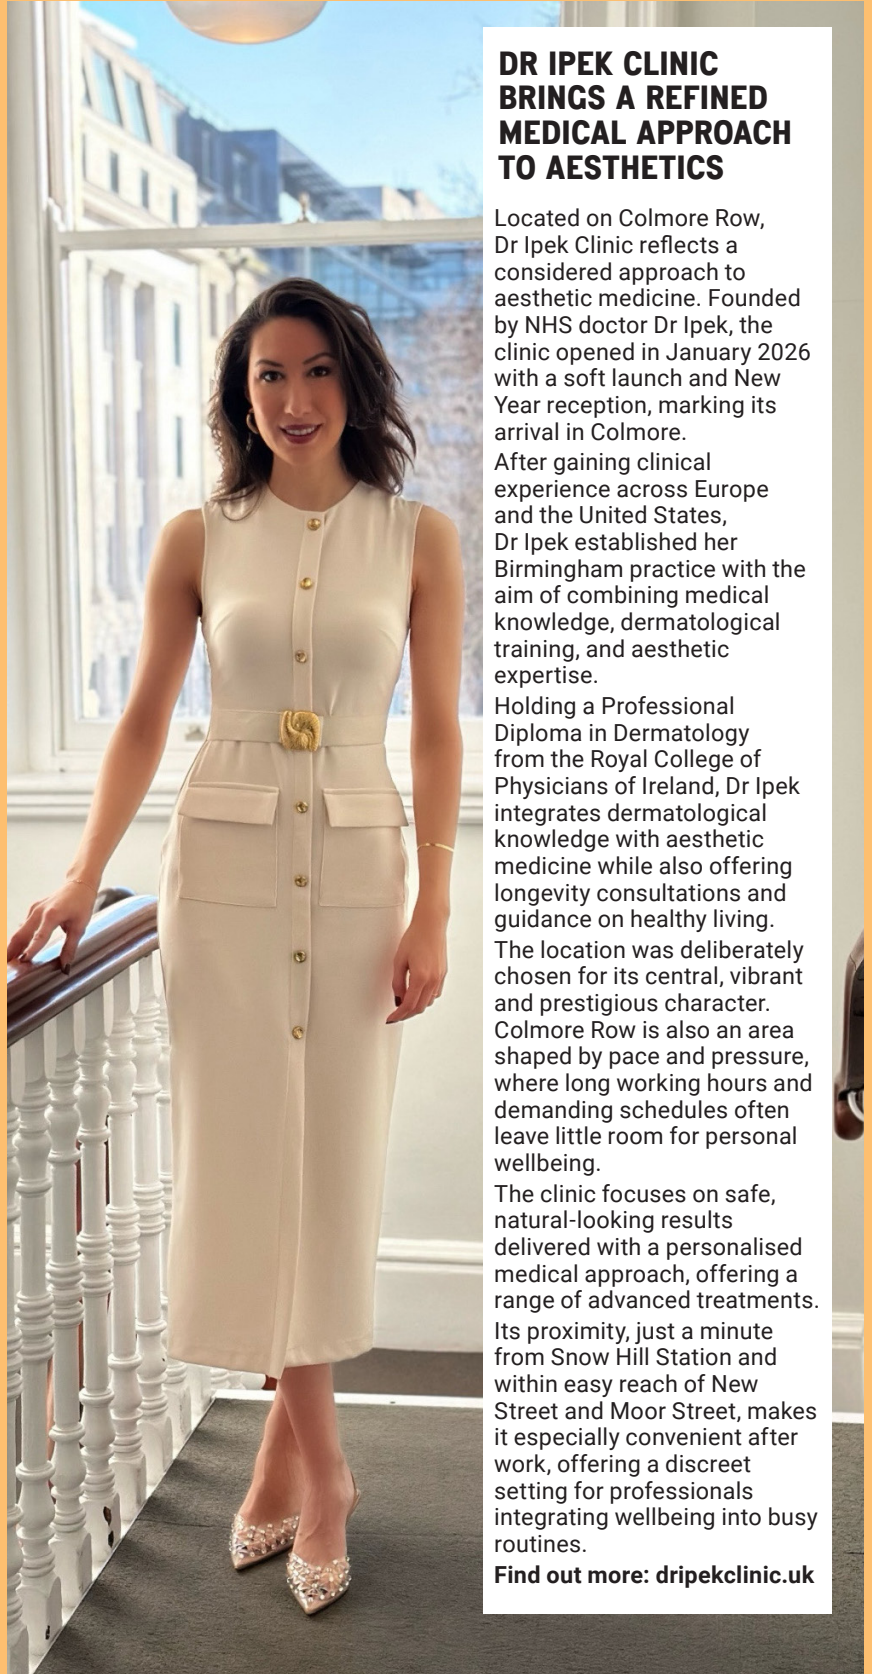 DR IPEK CLINIC
BRINGS A REFINED
MEDICAL APPROACH
TO AESTHETICS
Located on Colmore Row,
Dr Ipek Clinic reflects a
considered approach to
aesthetic medicine. Founded
by NHS doctor Dr Ipek, the
clinic opened in January 2026
with a soft launch and New
Year reception, marking its
arrival in Colmore.
After gaining clinical
experience across Europe
and the United States,
Dr Ipek established her
Birmingham practice with the
aim of combining medical
knowledge, dermatological
training, and aesthetic
expertise.
Holding a Professional
Diploma in Dermatology
from the Royal College of
Physicians of Ireland, Dr Ipek
integrates dermatological
knowledge with aesthetic
medicine while also offering
longevity consultations and
guidance on healthy living.
The location was deliberately
chosen for its central, vibrant
and prestigious character.
Colmore Row is also an area
shaped by pace and pressure,
where long working hours and
demanding schedules often
leave little room for personal
wellbeing.
The clinic focuses on safe,
natural-looking results
delivered with a personalised
medical approach, offering a
range of advanced treatments.
Its proximity, just a minute
from Snow Hill Station and
within easy reach of New
Street and Moor Street, makes
it especially convenient after
work, offering a discreet
setting for professionals
integrating wellbeing into busy
routines.
Find out more: dripekclinic.uk